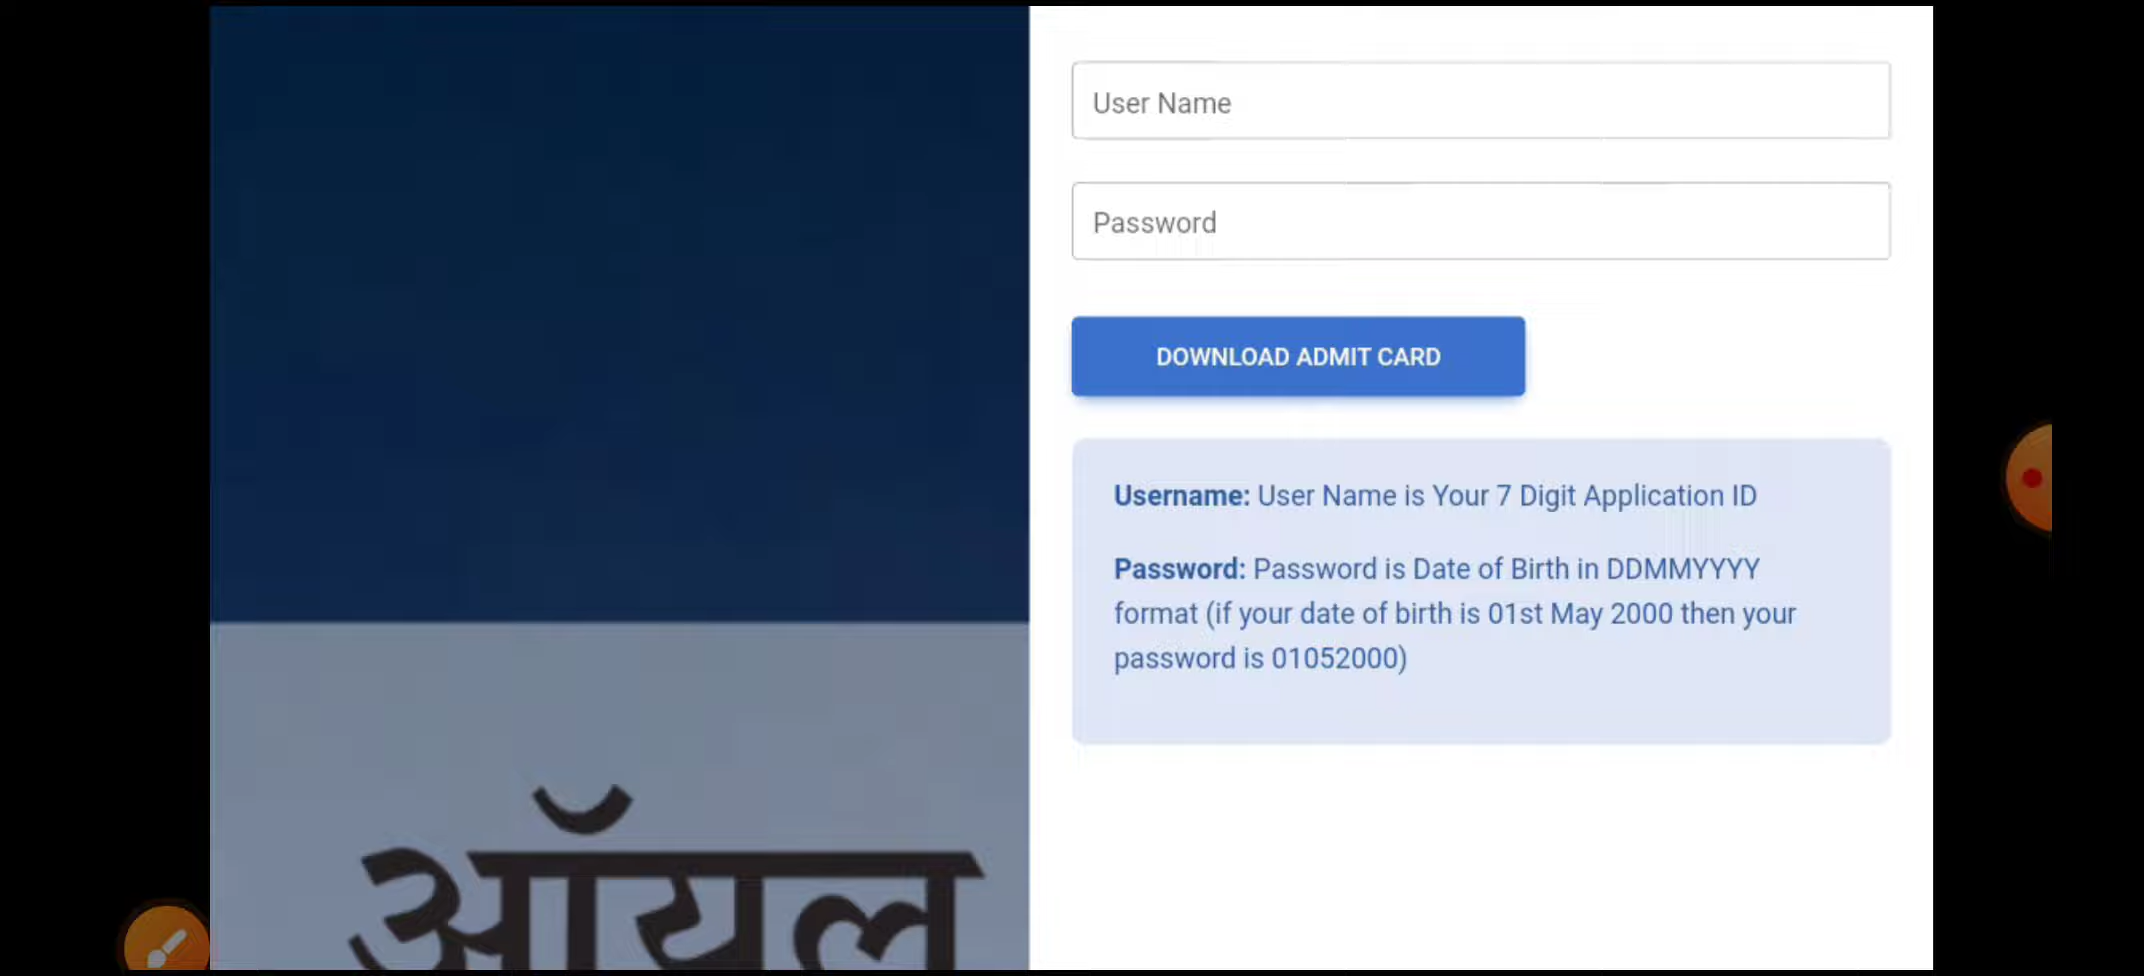 User Name
Password
DOWNLOAD ADMIT CARD
Username: User Name is Your 7 Digit Application ID
Password: Password is Date of Birth in DDMMYYYY
format (if your date of birth is 01st May 2000 then your
password is 01052000)
ऑयल